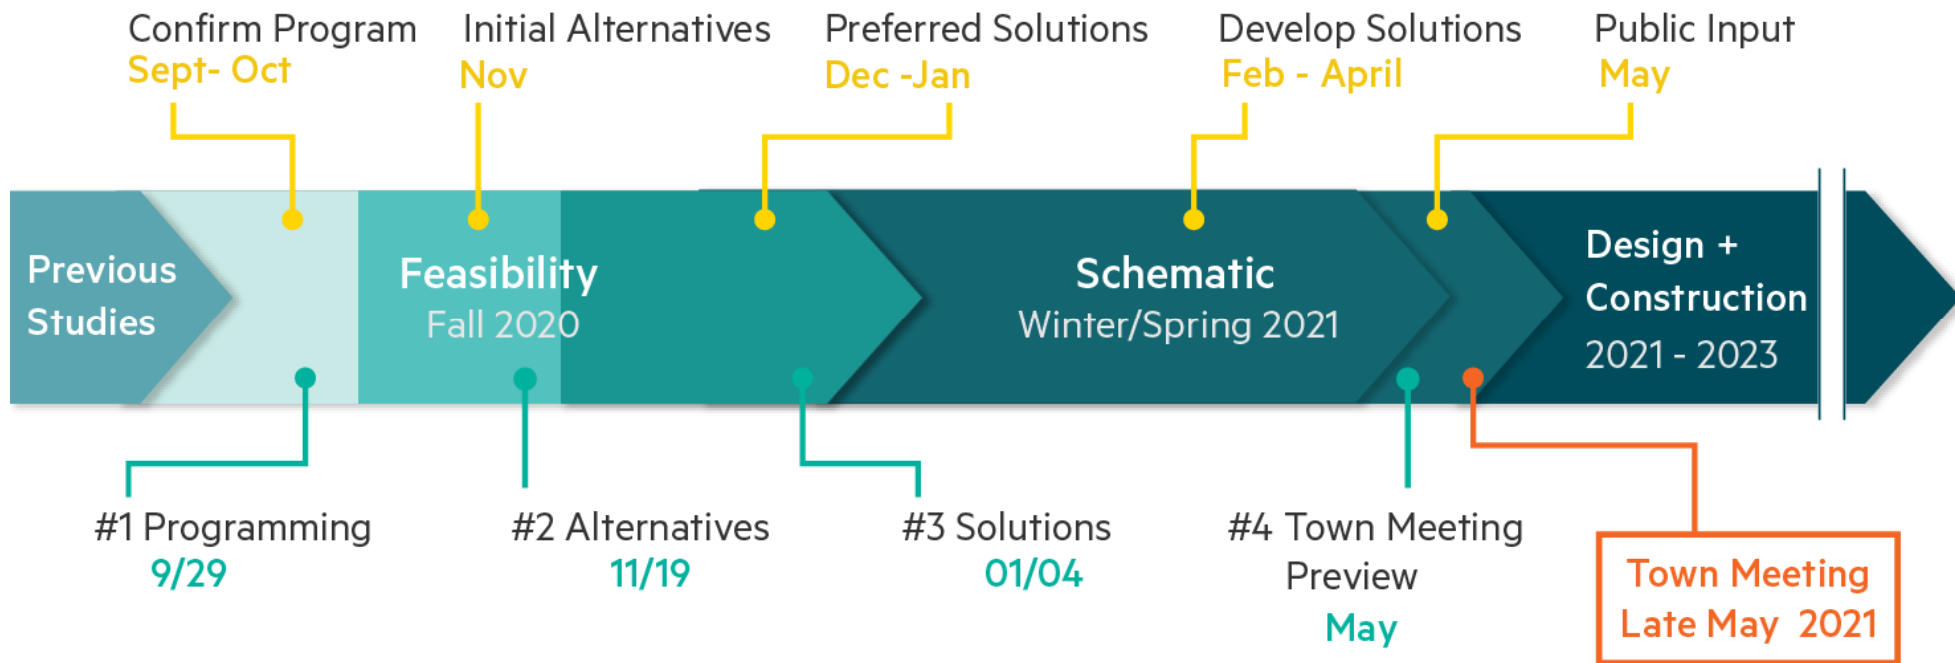 Confirm Program
Sept- Oct
Initial Alternatives
Nov
Preferred Solutions
Dec -Jan
Develop Solutions
Feb - April
Public Input
May
Previous
Studies
Feasibility
Fall 2020
Schematic
Winter/Spring 2021
Design +
Construction
2021 - 2023
#1 Programming
9/29
#2 Alternatives
11/19
#3 Solutions
01/04
#4 Town Meeting
Preview
May
Town Meeting
Late May 2021